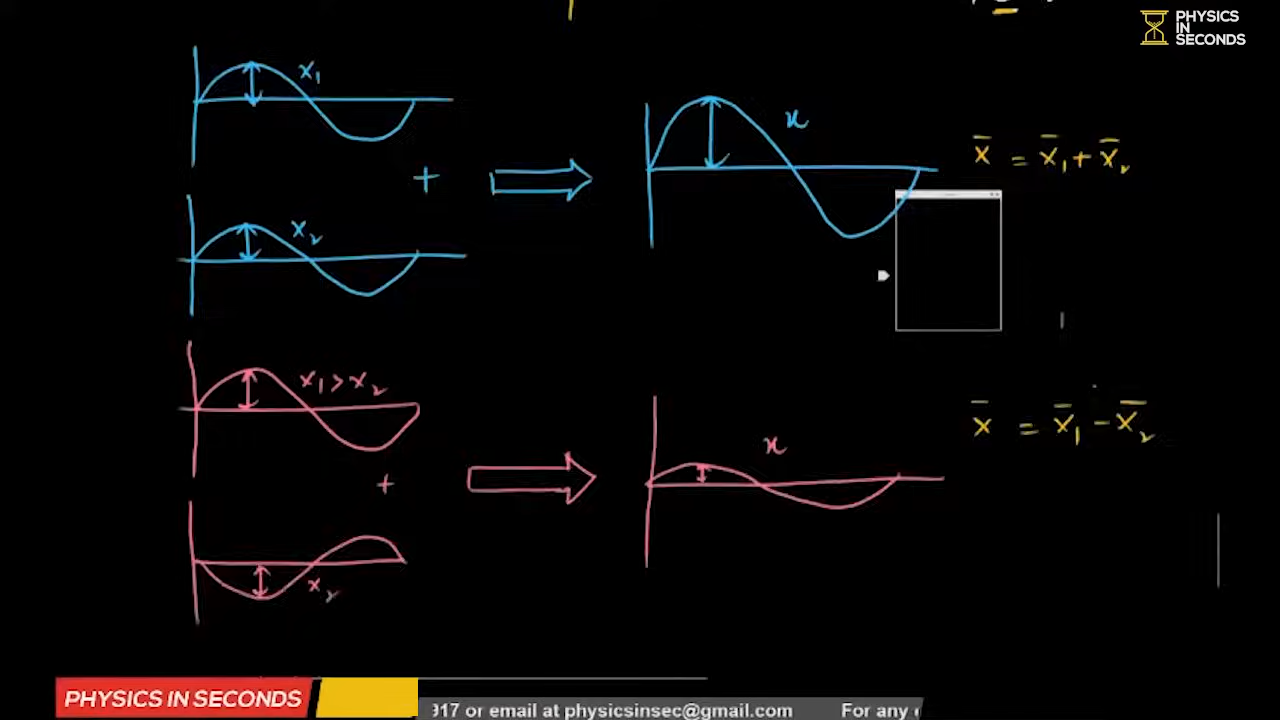 PHYSICS
IN
SECONDS
x₁
x
x̄ = x̄₁ + x̄₂
+
x₂
x₁ > x₂
x̄ = x̄₁ - x̄₂
x
+
x₂
PHYSICS IN SECONDS
917 or email at physicsinsec@gmail.com For any